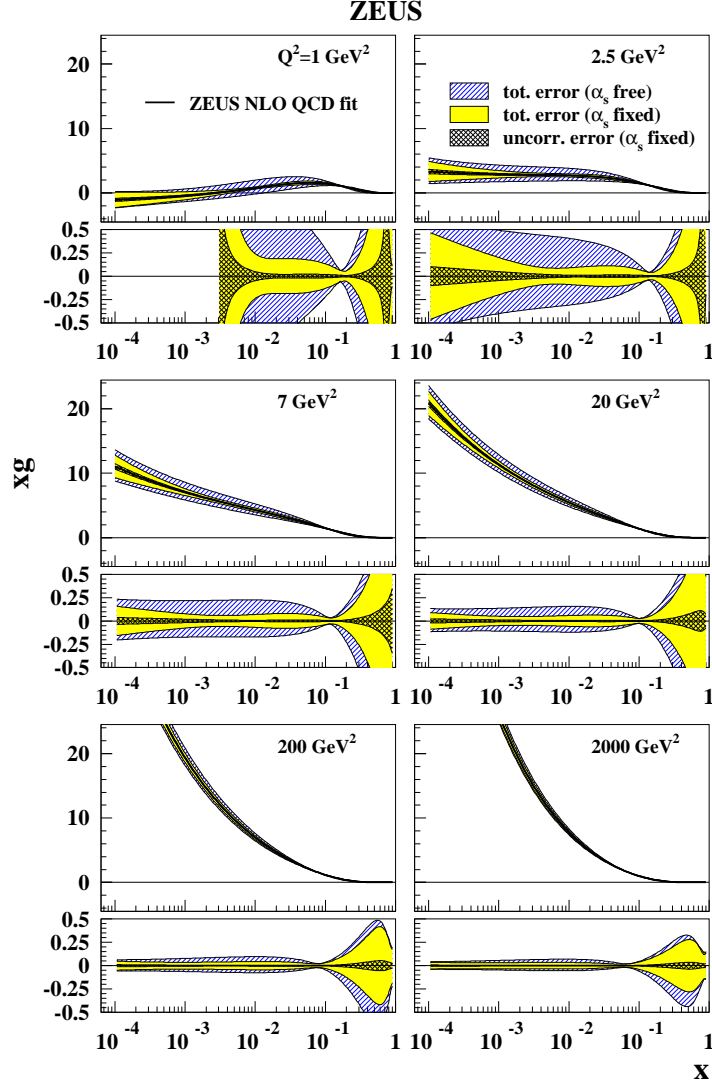 ZEUS
Q²=1 GeV²
2.5 GeV²
ZEUS NLO QCD fit
tot. error (αₛ free)
tot. error (αₛ fixed)
uncorr. error (αₛ fixed)
20
10
0
0.5
0.25
0
-0.25
-0.5
10⁻⁴ 10⁻³ 10⁻² 10⁻¹ 1
10⁻⁴ 10⁻³ 10⁻² 10⁻¹ 1
7 GeV²
20 GeV²
xg
20
10
0
0.5
0.25
0
-0.25
-0.5
10⁻⁴ 10⁻³ 10⁻² 10⁻¹ 1
10⁻⁴ 10⁻³ 10⁻² 10⁻¹ 1
200 GeV²
2000 GeV²
20
10
0
0.5
0.25
0
-0.25
-0.5
10⁻⁴ 10⁻³ 10⁻² 10⁻¹ 1
10⁻⁴ 10⁻³ 10⁻² 10⁻¹ 1
x